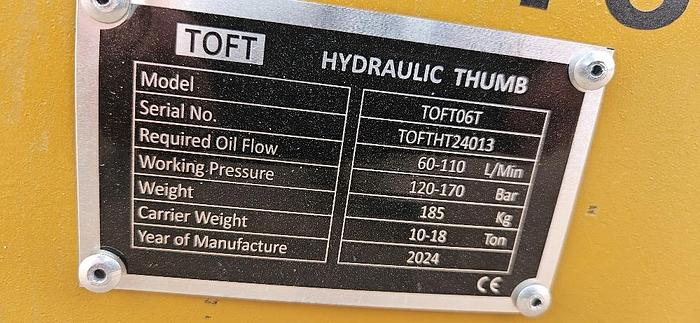 TOFT HYDRAULIC THUMB
Model TOFT06T
Serial No. TOFTHT24013
Required Oil Flow 60-110 L/Min
Working Pressure 120-170 Bar
Weight 185 Kg
Carrier Weight 10-18 Ton
Year of Manufacture 2024
CE